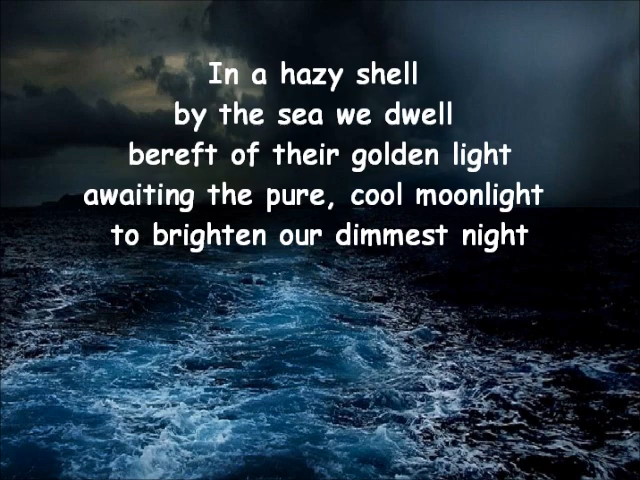 In a hazy shell
by the sea we dwell
bereft of their golden light
awaiting the pure, cool moonlight
to brighten our dimmest night